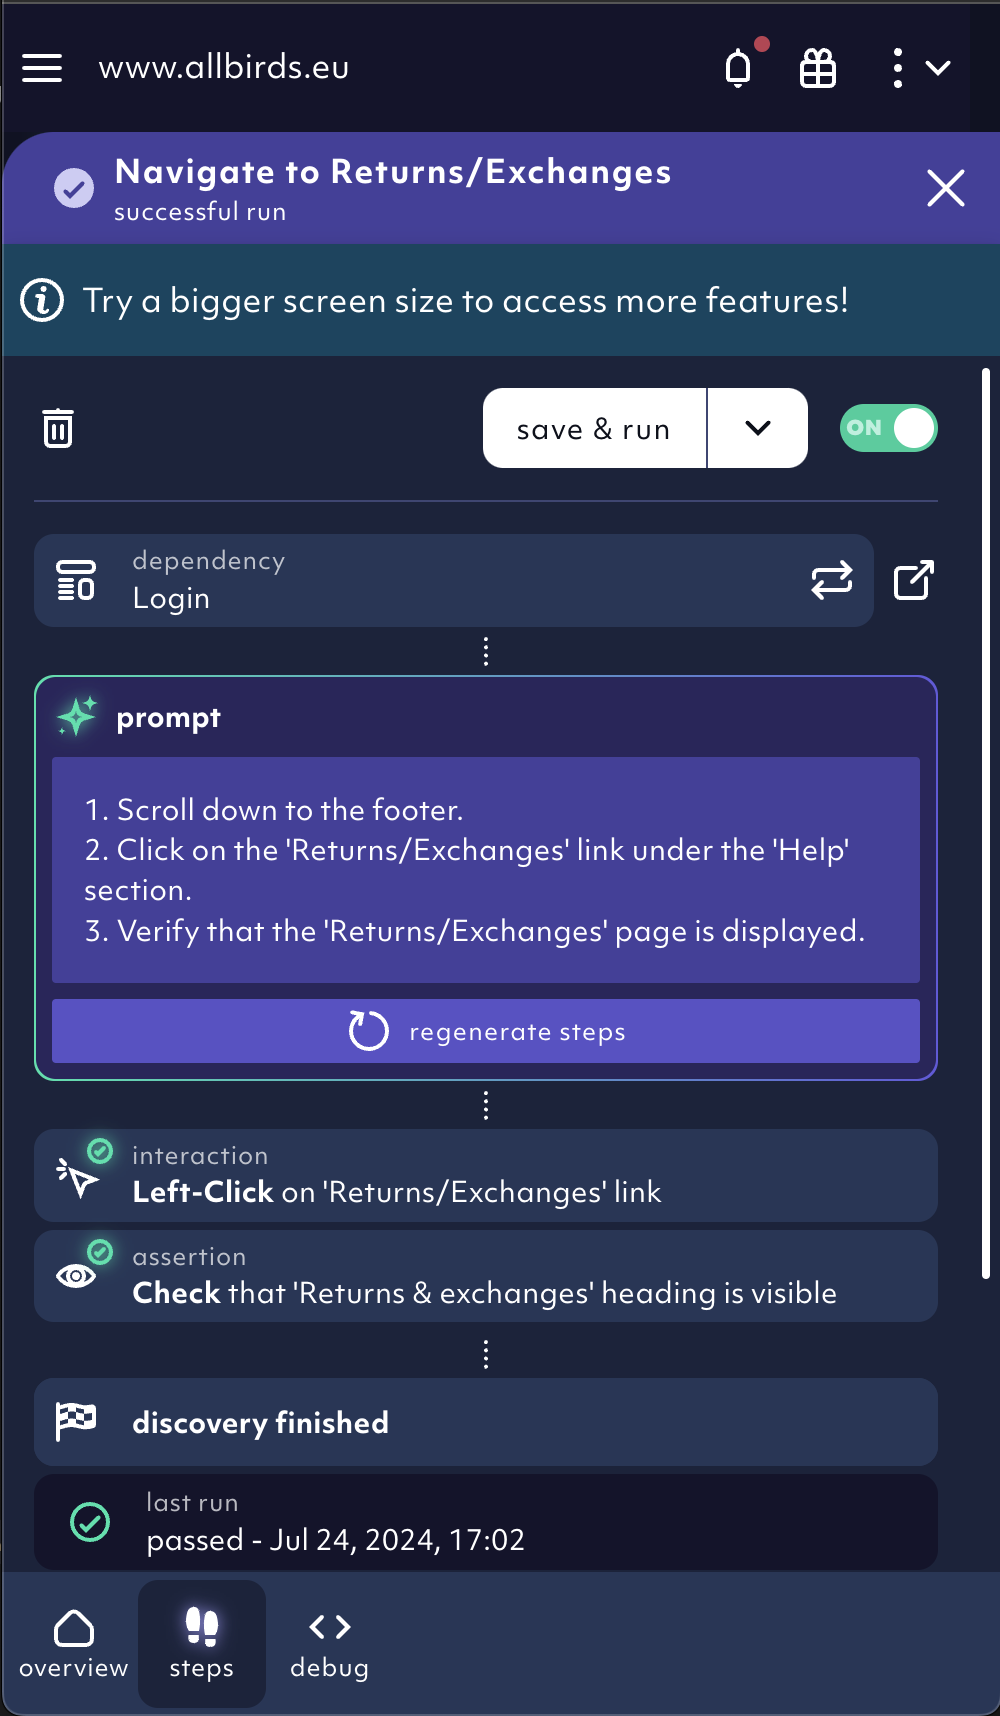 www.allbirds.eu
Navigate to Returns/Exchanges
successful run
Try a bigger screen size to access more features!
save & run
ON
dependency
Login
prompt
1. Scroll down to the footer.
2. Click on the 'Returns/Exchanges' link under the 'Help'
section.
3. Verify that the 'Returns/Exchanges' page is displayed.
regenerate steps
interaction
Left-Click on 'Returns/Exchanges' link
assertion
Check that 'Returns & exchanges' heading is visible
discovery finished
last run
passed - Jul 24, 2024, 17:02
overview steps debug